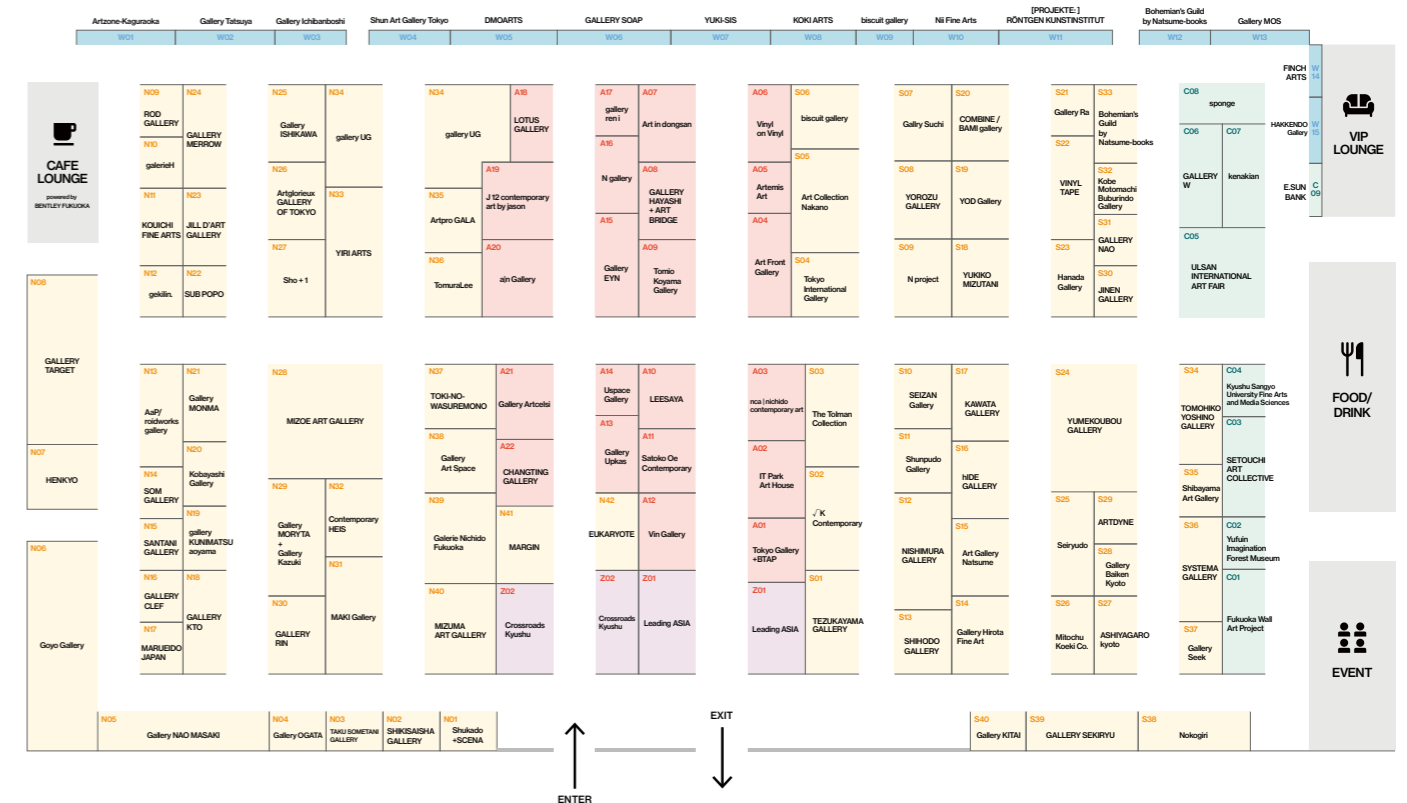 Artzone-Kaguraoka
Gallery Tatsuya
Gallery Ichibanboshi
Shun Art Gallery Tokyo
DMOARTS
GALLERY SOAP
YUKI-SIS
KOKI ARTS
biscuit gallery
Nii Fine Arts
[PROJEKTE: ]
RÖNTGEN KUNSTINSTITUT
Bohemian's Guild
by Natsume-books
Gallery MOS
W01
W02
W03
W04
W05
W06
W07
W08
W09
W10
W11
W12
W13
FINCH
ARTS
W
14
HAKKENDO
Gallery
W
15
E.SUN
BANK
C
09
CAFE
LOUNGE
powered by
BENTLEY FUKUOKA
VIP
LOUNGE
FOOD/
DRINK
EVENT
N08
GALLERY
TARGET
N07
HENKYO
N06
Goyo Gallery
N09
ROD
GALLERY
N10
galerieH
N11
KOUICHI
FINE ARTS
N12
gekilin.
N24
GALLERY
MERROW
N23
JILL D'ART
GALLERY
N22
SUB POPO
N25
Gallery
ISHIKAWA
N26
Artglorieux
GALLERY
OF TOKYO
N27
Sho + 1
N34
gallery UG
N33
YIRI ARTS
N34
gallery UG
N35
Artpro GALA
N36
TomuraLee
A18
LOTUS
GALLERY
A19
J 12 contemporary
art by jason
A20
a|n Gallery
A17
gallery
ren i
A16
N gallery
A15
Gallery
EYN
A07
Art in dongsan
A08
GALLERY
HAYASHI
+ ART
BRIDGE
A09
Tomio
Koyama
Gallery
A06
Vinyl
on Vinyl
A05
Artemis
Art
A04
Art Front
Gallery
S06
biscuit gallery
S05
Art Collection
Nakano
S04
Tokyo
International
Gallery
S07
Gallry Suchi
S08
YOROZU
GALLERY
S09
N project
S20
COMBINE /
BAMI gallery
S19
YOD Gallery
S18
YUKIKO
MIZUTANI
S21
Gallery Ra
S22
VINYL
TAPE
S23
Hanada
Gallery
S33
Bohemian's
Guild
by
Natsume-books
S32
Kobe
Motomachi
Buburindo
Gallery
S31
GALLERY
NAO
S30
JINEN
GALLERY
C08
sponge
C06
GALLERY
W
C07
kenakian
C05
ULSAN
INTERNATIONAL
ART FAIR
N13
AaP/
roidworks
gallery
N14
SOM
GALLERY
N15
SANTANI
GALLERY
N16
GALLERY
CLEF
N17
MARUEIDO
JAPAN
N21
Gallery
MONMA
N20
Kobayashi
Gallery
N19
gallery
KUNIMATSU
aoyama
N18
GALLERY
KTO
N28
MIZOE ART GALLERY
N29
Gallery
MORYTA
+
Gallery
Kazuki
N30
GALLERY
RIN
N32
Contemporary
HEIS
N31
MAKI Gallery
N37
TOKI-NO-
WASUREMONO
N38
Gallery
Art Space
N39
Galerie Nichido
Fukuoka
N40
MIZUMA
ART GALLERY
A21
Gallery Artcelsi
A22
CHANGTING
GALLERY
N41
MARGIN
Z02
Crossroads
Kyushu
A14
Uspace
Gallery
A13
Gallery
Upkas
N42
EUKARYOTE
Z02
Crossroads
Kyushu
A10
LEESAYA
A11
Satoko Oe
Contemporary
A12
Vin Gallery
Z01
Leading ASIA
A03
nca | nichido
contemporary art
A02
IT Park
Art House
A01
Tokyo Gallery
+BTAP
Z01
Leading ASIA
S03
The Tolman
Collection
S02
√K
Contemporary
S01
TEZUKAYAMA
GALLERY
S10
SEIZAN
Gallery
S11
Shunpudo
Gallery
S12
NISHIMURA
GALLERY
S13
SHIHODO
GALLERY
S17
KAWATA
GALLERY
S16
hIDE
GALLERY
S15
Art Gallery
Natsume
S14
Gallery Hirota
Fine Art
S24
YUMEKOUBOU
GALLERY
S25
Seiryudo
S26
Mitochu
Koeki Co.
S29
ARTDYNE
S28
Gallery
Baiken
Kyoto
S27
ASHIYAGARO
kyoto
S34
TOMOHIKO
YOSHINO
GALLERY
S35
Shibayama
Art Gallery
S36
SYSTEMA
GALLERY
S37
Gallery
Seek
C04
Kyushu Sangyo
University Fine Arts
and Media Sciences
C03
SETOUCHI
ART
COLLECTIVE
C02
Yufuin
Imagination
Forest Museum
C01
Fukuoka Wall
Art Project
N05
Gallery NAO MASAKI
N04
Gallery OGATA
N03
TAKU SOMETANI
GALLERY
N02
SHIKISAISHA
GALLERY
N01
Shukado
+SCENA
ENTER
EXIT
S40
Gallery KITAI
S39
GALLERY SEKIRYU
S38
Nokogiri